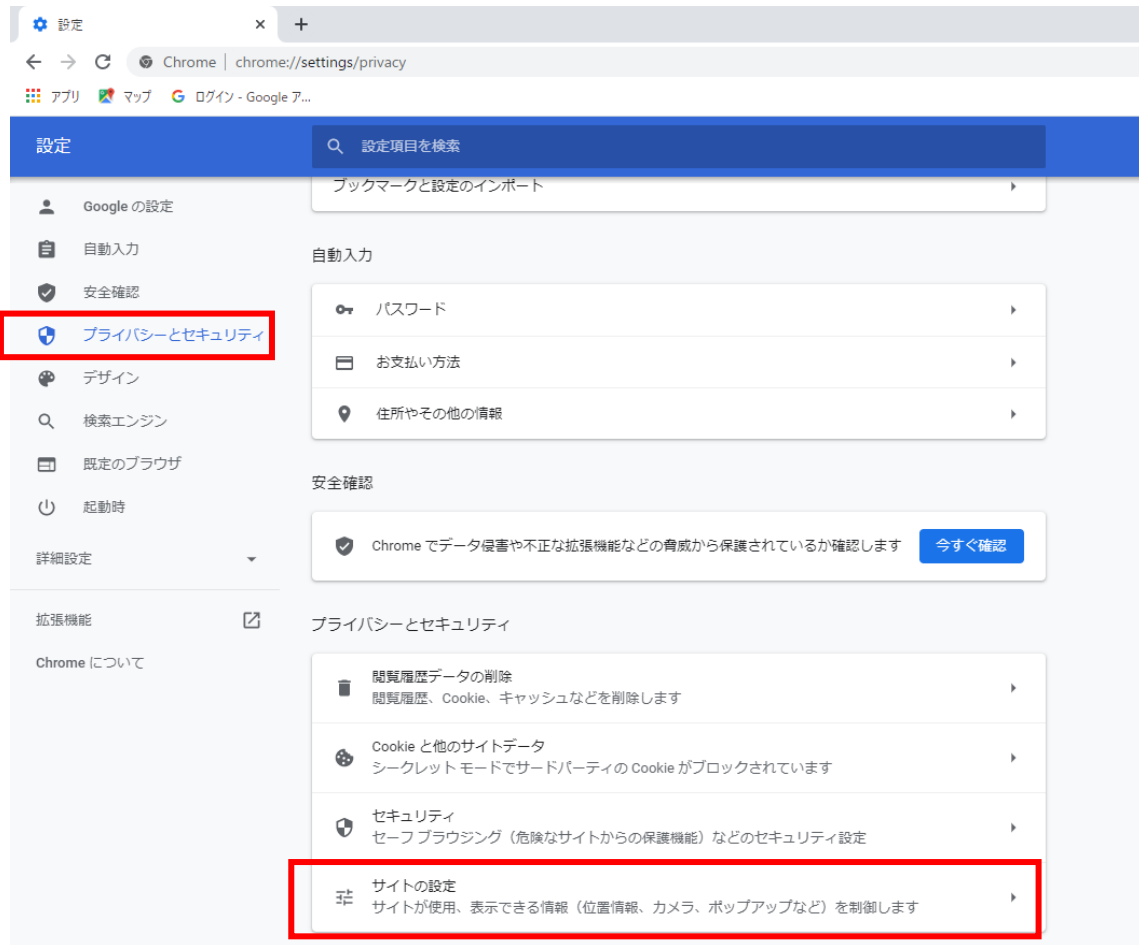 設定
Chrome | chrome://settings/privacy
アプリ マップ ログイン - Google ア...
設定
設定項目を検索
Google の設定
自動入力
安全確認
プライバシーとセキュリティ
デザイン
検索エンジン
既定のブラウザ
起動時
詳細設定
拡張機能
Chrome について
ブックマークと設定のインポート
自動入力
パスワード
お支払い方法
住所やその他の情報
安全確認
Chrome でデータ侵害や不正な拡張機能などの脅威から保護されているか確認します 今すぐ確認
プライバシーとセキュリティ
閲覧履歴データの削除
閲覧履歴、Cookie、キャッシュなどを削除します
Cookie と他のサイトデータ
シークレット モードでサードパーティの Cookie がブロックされています
セキュリティ
セーフ ブラウジング（危険なサイトからの保護機能）などのセキュリティ設定
サイトの設定
サイトが使用、表示できる情報（位置情報、カメラ、ポップアップなど）を制御します